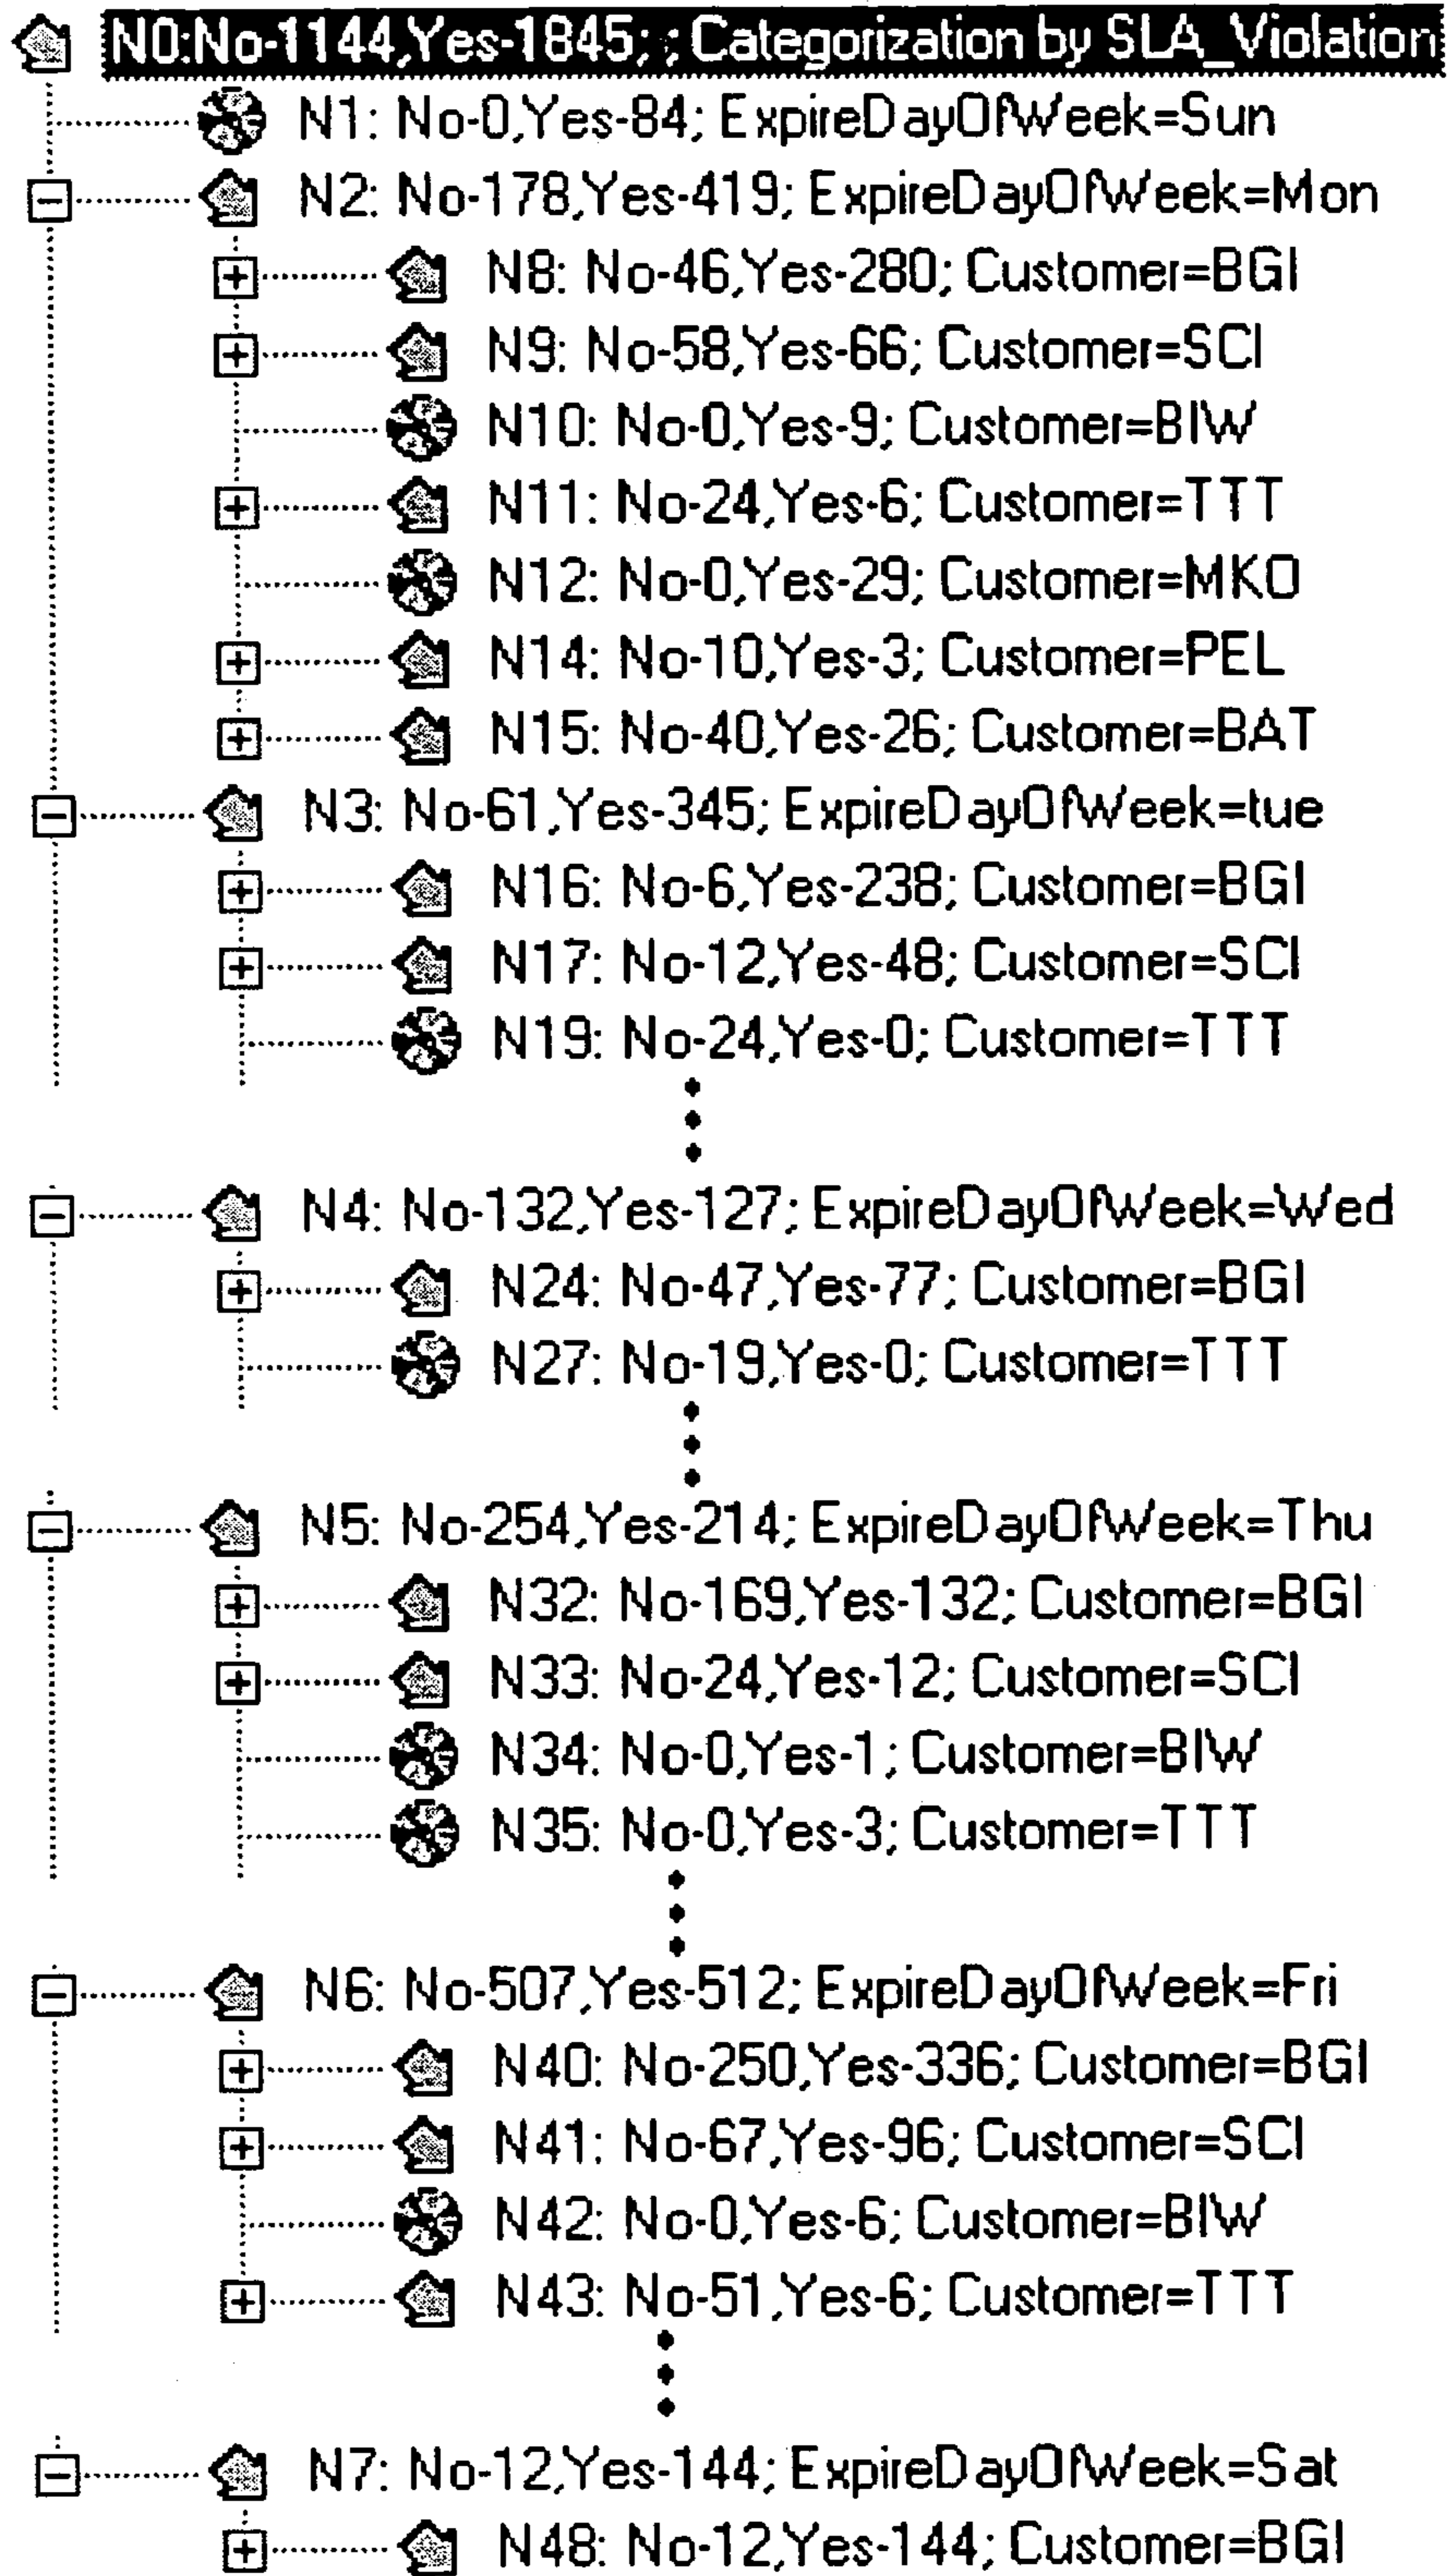 N0:No-1144,Yes-1845; ; Categorization by SLA_Violation
N1: No-0,Yes-84; ExpireDayOfWeek=Sun
N2: No-178,Yes-419; ExpireDayOfWeek=Mon
N8: No-46,Yes-280; Customer=BGI
N9: No-58,Yes-66; Customer=SCI
N10: No-0,Yes-9; Customer=BIW
N11: No-24,Yes-6; Customer=TTT
N12: No-0,Yes-29; Customer=MKO
N14: No-10,Yes-3; Customer=PEL
N15: No-40,Yes-26; Customer=BAT
N3: No-61,Yes-345; ExpireDayOfWeek=tue
N16: No-6,Yes-238; Customer=BGI
N17: No-12,Yes-48; Customer=SCI
N19: No-24,Yes-0; Customer=TTT
N4: No-132,Yes-127; ExpireDayOfWeek=Wed
N24: No-47,Yes-77; Customer=BGI
N27: No-19,Yes-0; Customer=TTT
N5: No-254,Yes-214; ExpireDayOfWeek=Thu
N32: No-169,Yes-132; Customer=BGI
N33: No-24,Yes-12; Customer=SCI
N34: No-0,Yes-1; Customer=BIW
N35: No-0,Yes-3; Customer=TTT
N6: No-507,Yes-512; ExpireDayOfWeek=Fri
N40: No-250,Yes-336; Customer=BGI
N41: No-67,Yes-96; Customer=SCI
N42: No-0,Yes-6; Customer=BIW
N43: No-51,Yes-6; Customer=TTT
N7: No-12,Yes-144; ExpireDayOfWeek=Sat
N48: No-12,Yes-144; Customer=BGI